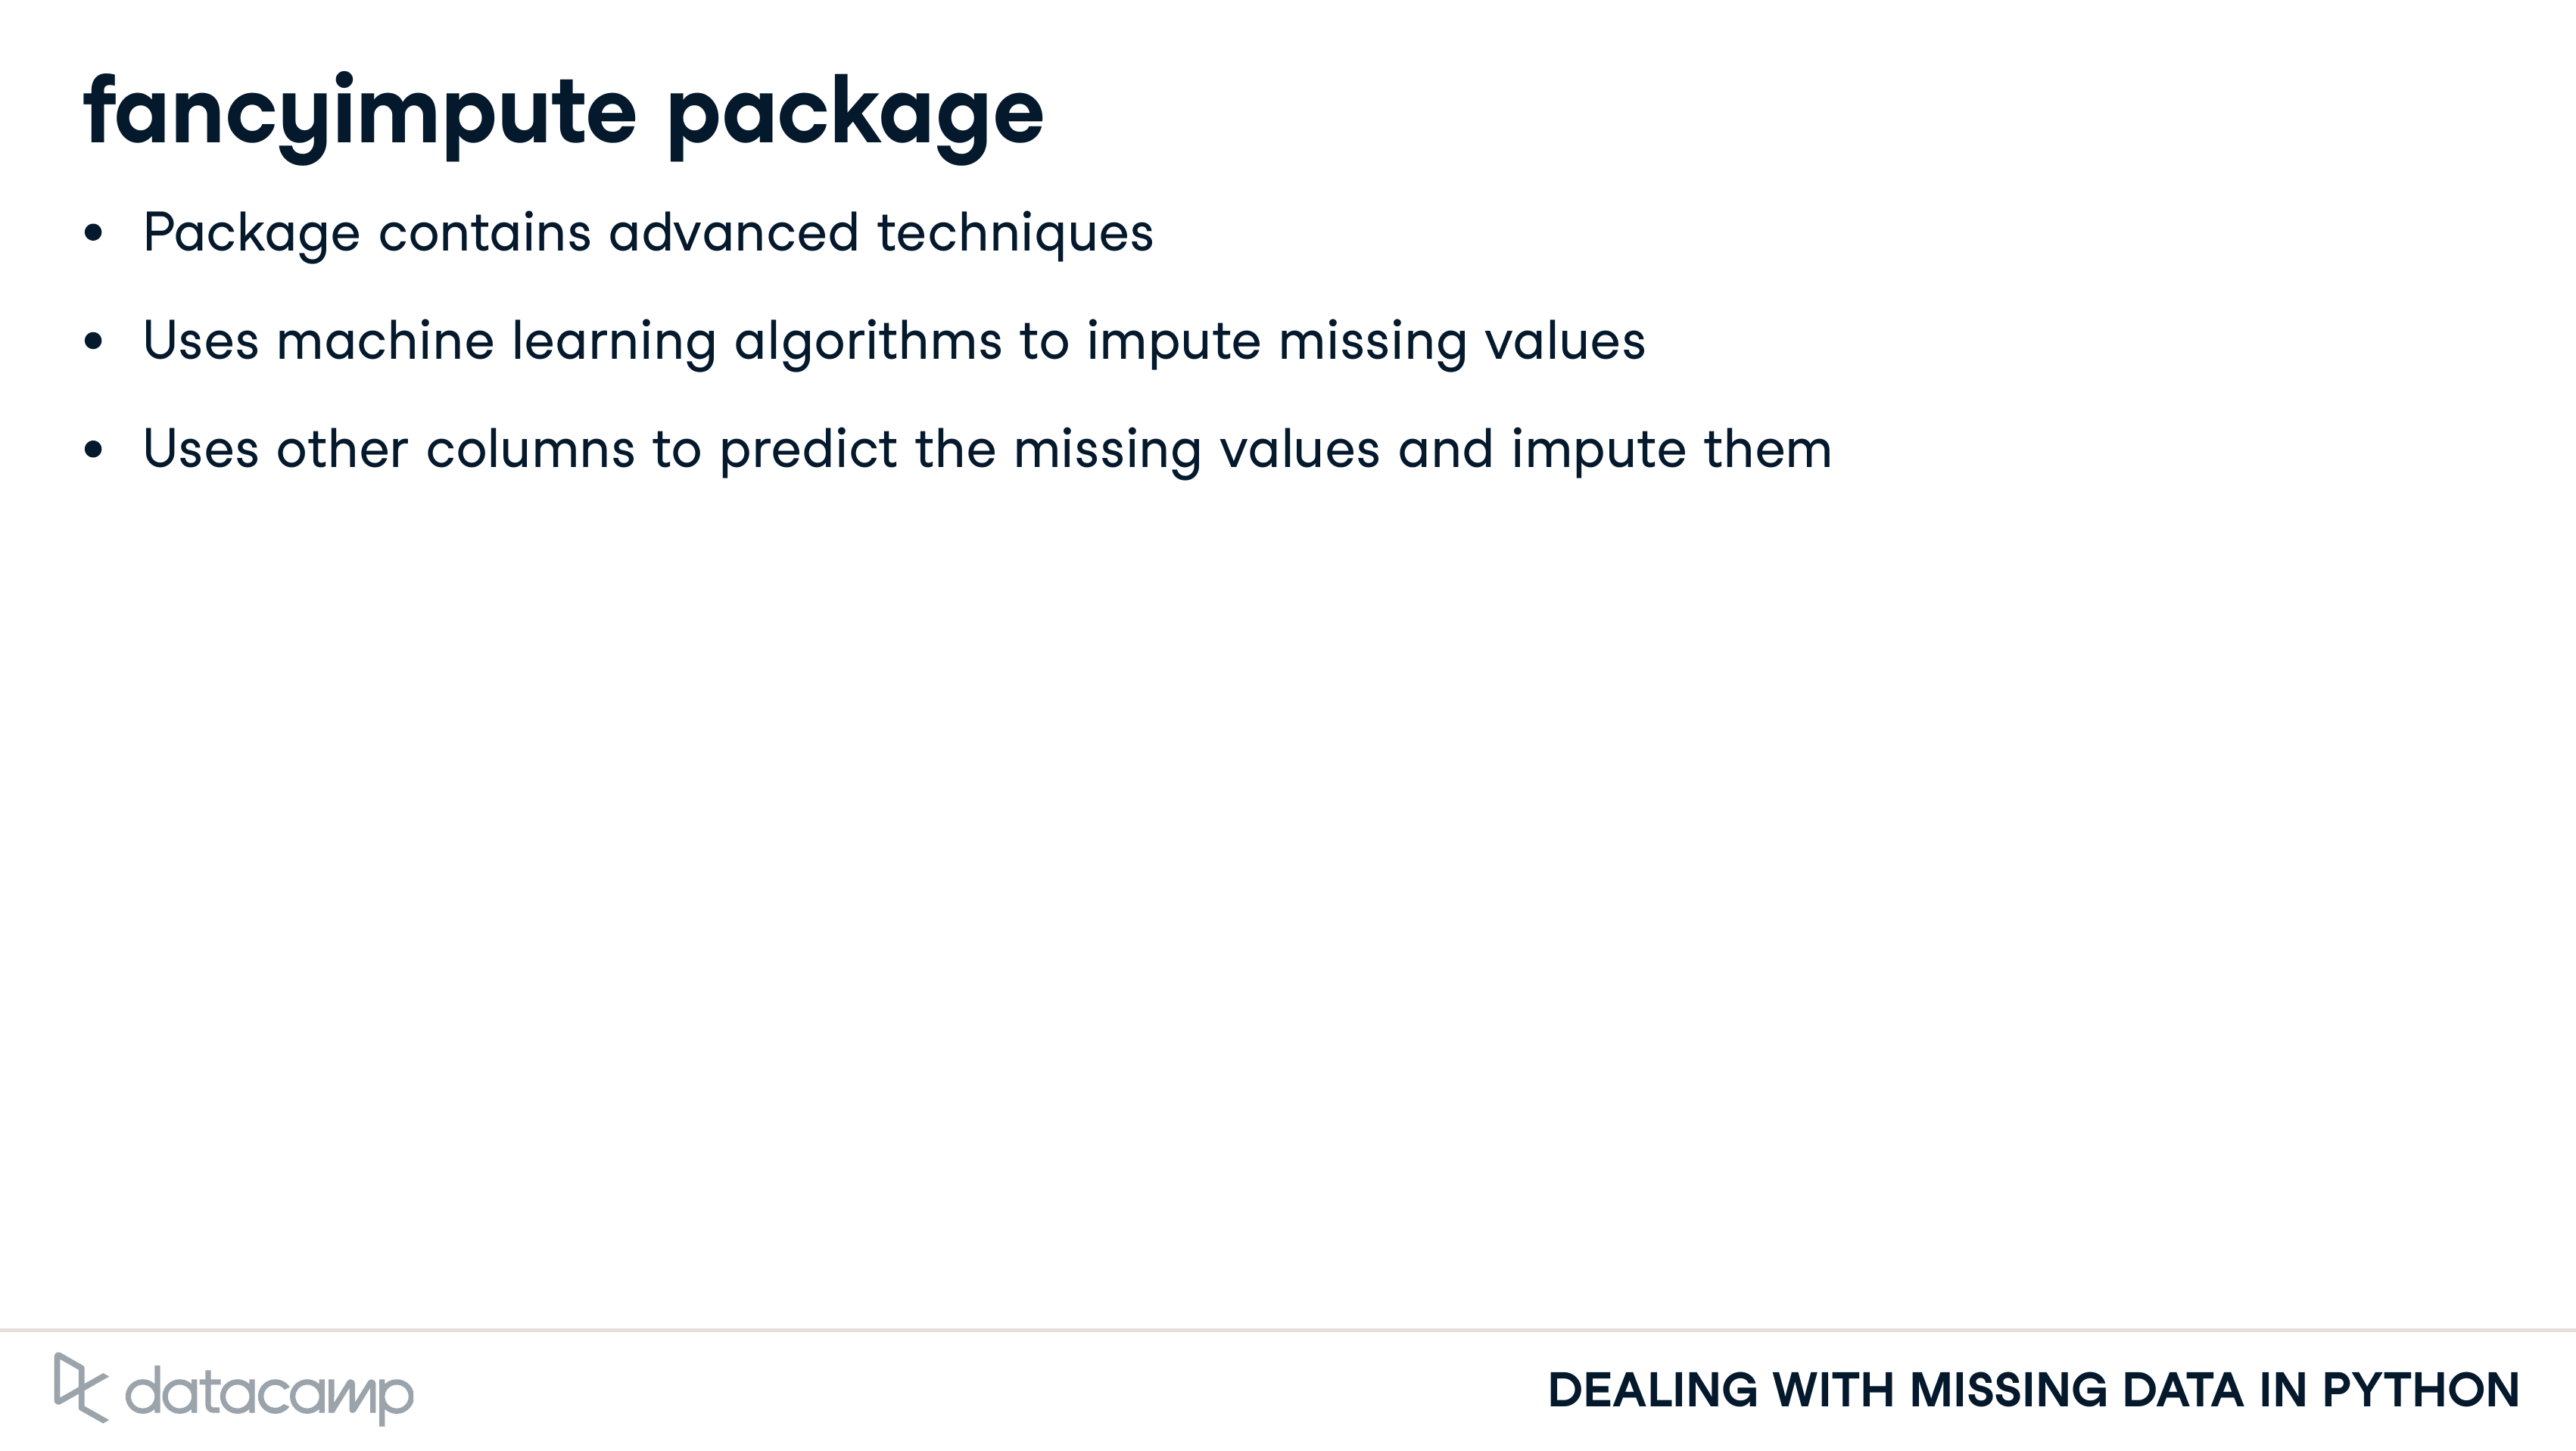 fancyimpute package
• Package contains advanced techniques
• Uses machine learning algorithms to impute missing values
• Uses other columns to predict the missing values and impute them
datacamp
DEALING WITH MISSING DATA IN PYTHON